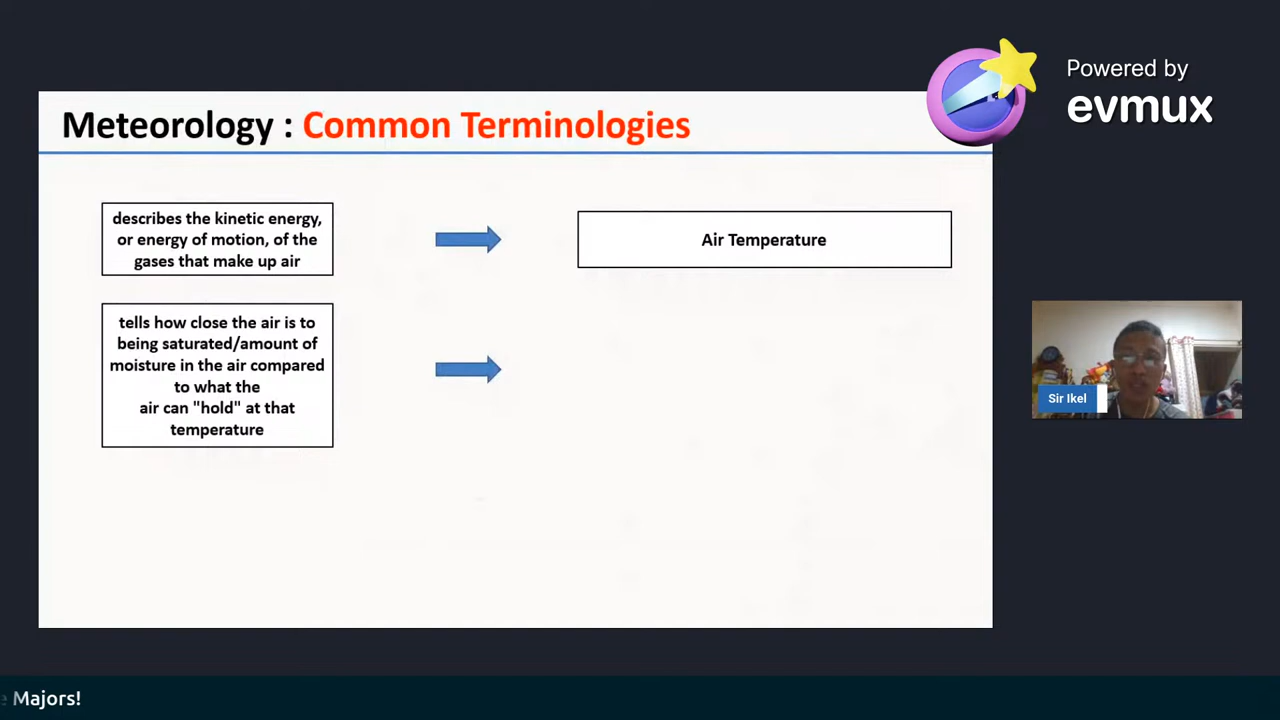 Powered by
evmux
Meteorology : Common Terminologies
describes the kinetic energy,
or energy of motion, of the
gases that make up air
Air Temperature
tells how close the air is to
being saturated/amount of
moisture in the air compared
to what the
air can "hold" at that
temperature
Sir Ikel
Majors!